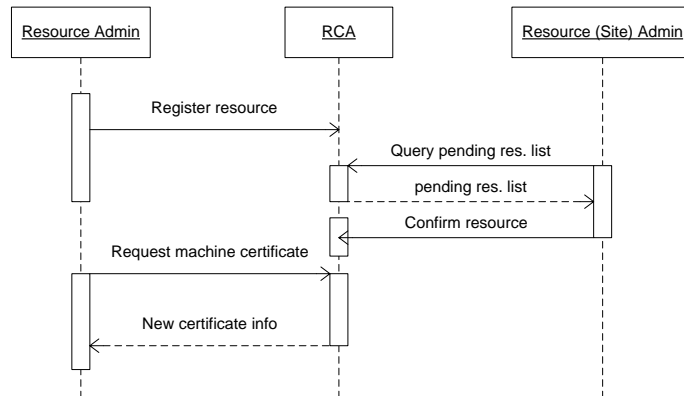 Resource Admin
RCA
Resource (Site) Admin
Register resource
Query pending res. list
pending res. list
Confirm resource
Request machine certificate
New certificate info